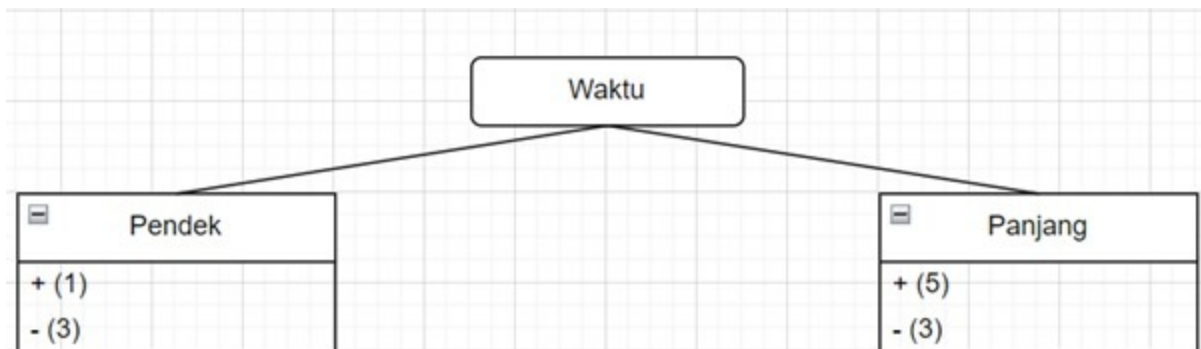 Waktu
Pendek
+ (1)
- (3)
Panjang
+ (5)
- (3)